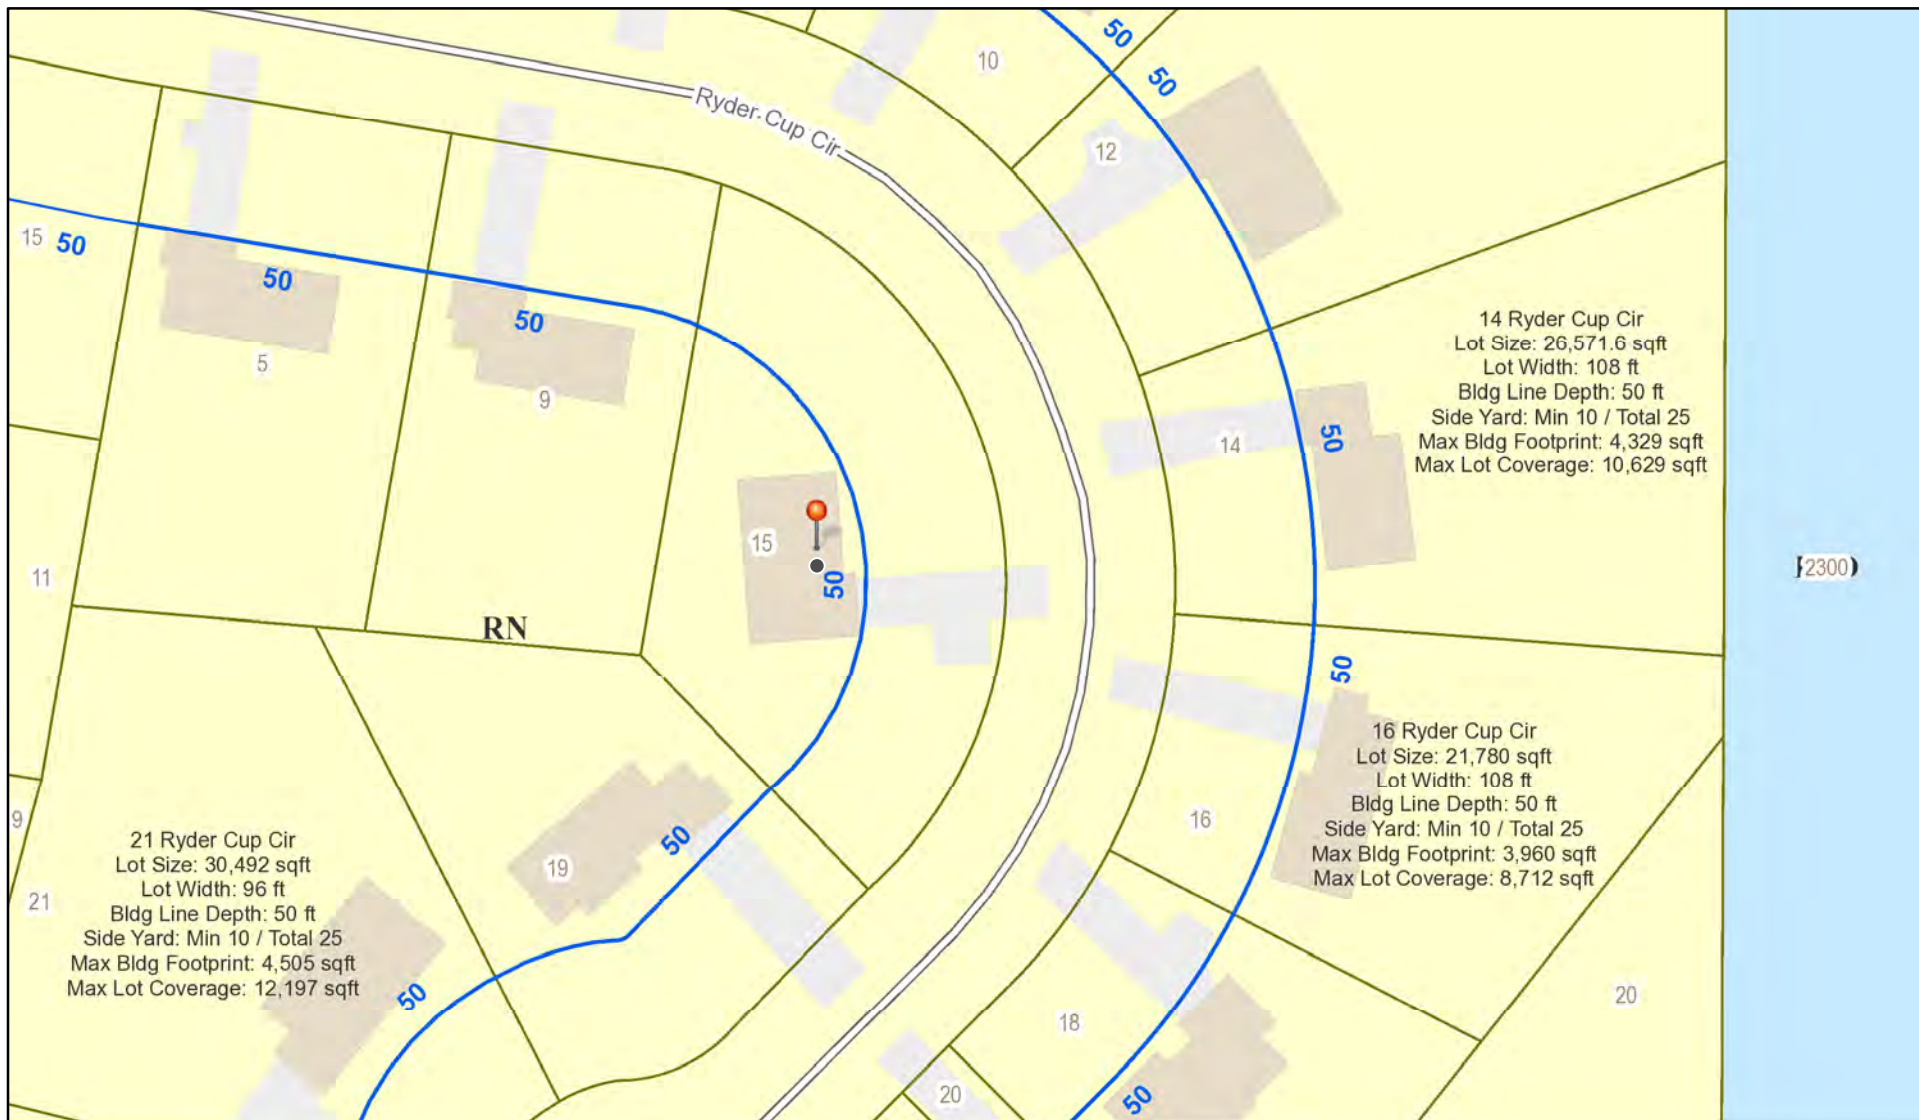 50
10
50
Ryder Cup Cir
12
15
50
50
50
5
9
14 Ryder Cup Cir
Lot Size: 26,571.6 sqft
Lot Width: 108 ft
Bldg Line Depth: 50 ft
Side Yard: Min 10 / Total 25
Max Bldg Footprint: 4,329 sqft
Max Lot Coverage: 10,629 sqft
14
50
15
50
11
2300
RN
50
16 Ryder Cup Cir
Lot Size: 21,780 sqft
Lot Width: 108 ft
Bldg Line Depth: 50 ft
Side Yard: Min 10 / Total 25
Max Bldg Footprint: 3,960 sqft
Max Lot Coverage: 8,712 sqft
16
9
50
19
21 Ryder Cup Cir
Lot Size: 30,492 sqft
Lot Width: 96 ft
Bldg Line Depth: 50 ft
Side Yard: Min 10 / Total 25
Max Bldg Footprint: 4,505 sqft
Max Lot Coverage: 12,197 sqft
21
50
18
20
20
50